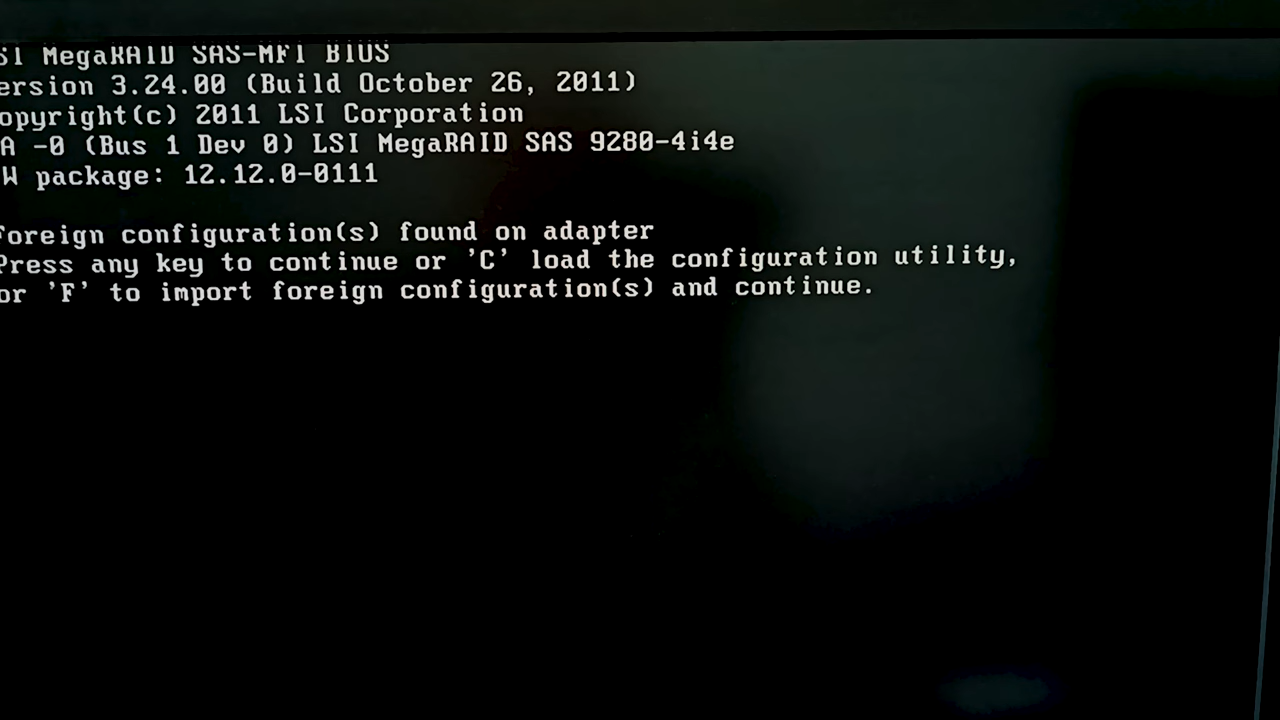 SI MegaRAID SAS-MFI BIOS
ersion 3.24.00 (Build October 26, 2011)
opyright(c) 2011 LSI Corporation
A -0 (Bus 1 Dev 0) LSI MegaRAID SAS 9280-4i4e
W package: 12.12.0-0111
Foreign configuration(s) found on adapter
Press any key to continue or 'C' load the configuration utility,
or 'F' to import foreign configuration(s) and continue.